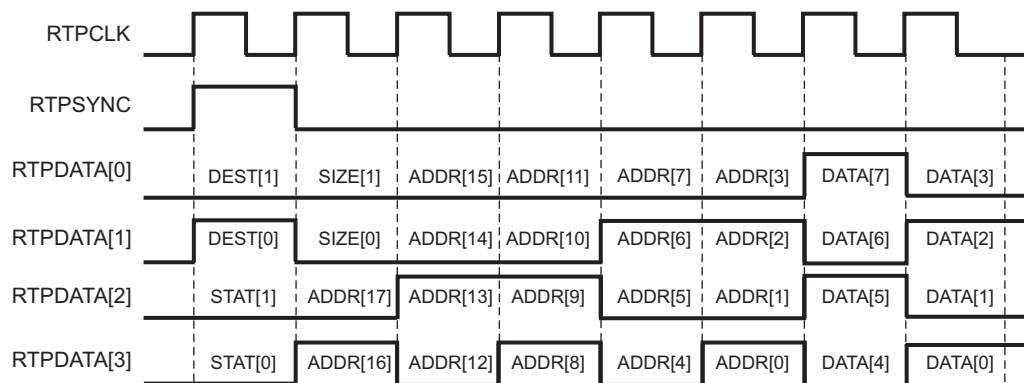 RTPCLK
RTPSYNC
RTPDATA[0] DEST[1] SIZE[1] ADDR[15] ADDR[11] ADDR[7] ADDR[3] DATA[7] DATA[3]
RTPDATA[1] DEST[0] SIZE[0] ADDR[14] ADDR[10] ADDR[6] ADDR[2] DATA[6] DATA[2]
RTPDATA[2] STAT[1] ADDR[17] ADDR[13] ADDR[9] ADDR[5] ADDR[1] DATA[5] DATA[1]
RTPDATA[3] STAT[0] ADDR[16] ADDR[12] ADDR[8] ADDR[4] ADDR[0] DATA[4] DATA[0]